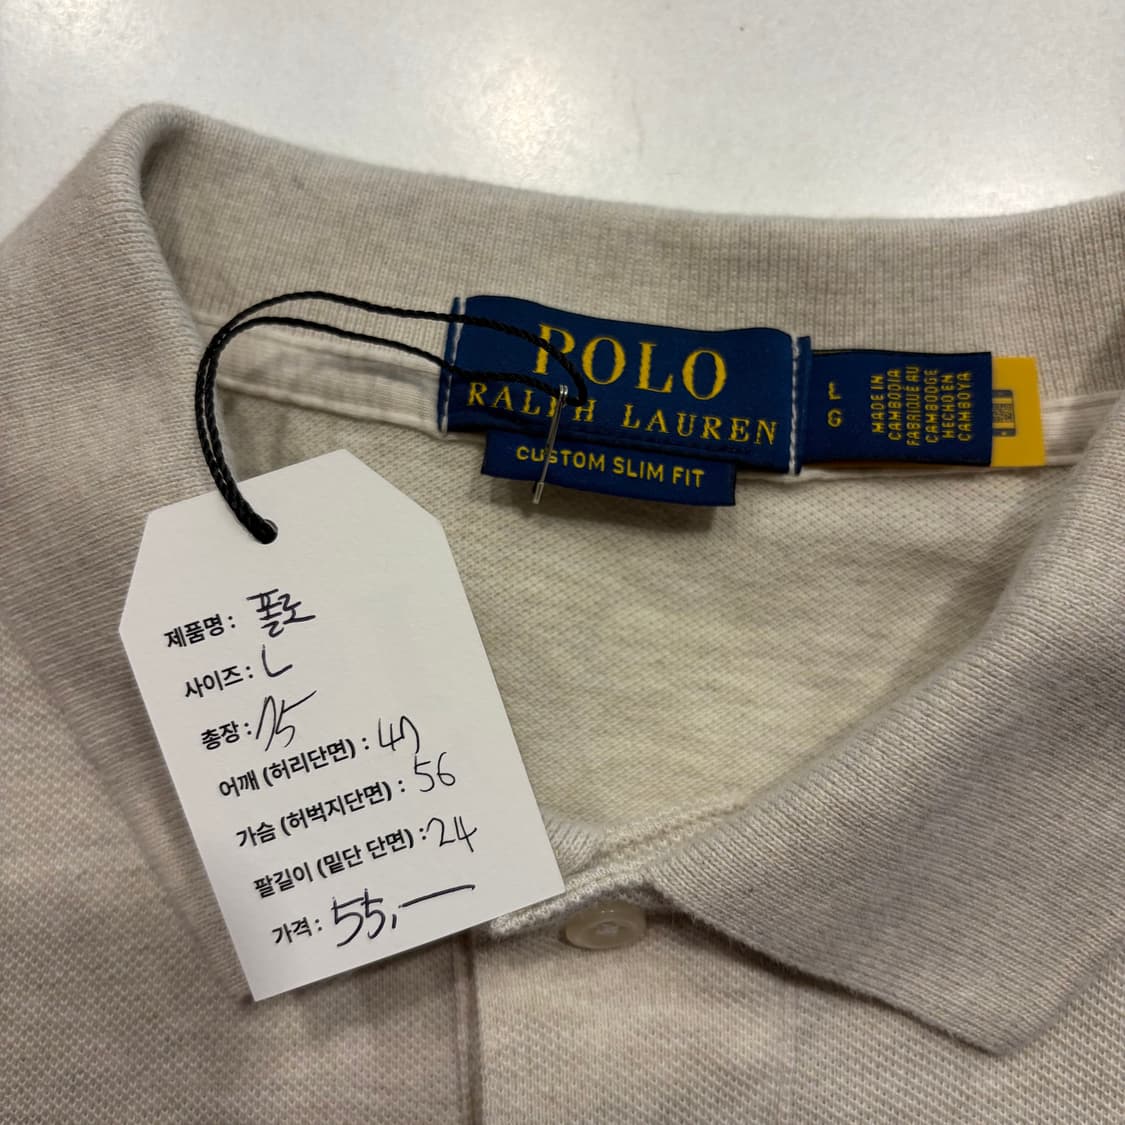 POLO
RALPH LAUREN
CUSTOM SLIM FIT
L
G
MADE IN
CAMBODIA
FABRIQUE AU
CAMBODGE
HECHO EN
CAMBOYA
제품명 : 폴로
사이즈 : L
총장 : 75
어깨 (허리단면) : 47
가슴 (허벅지단면) : 56
팔길이 (밑단 단면) : 24
가격 : 55,—